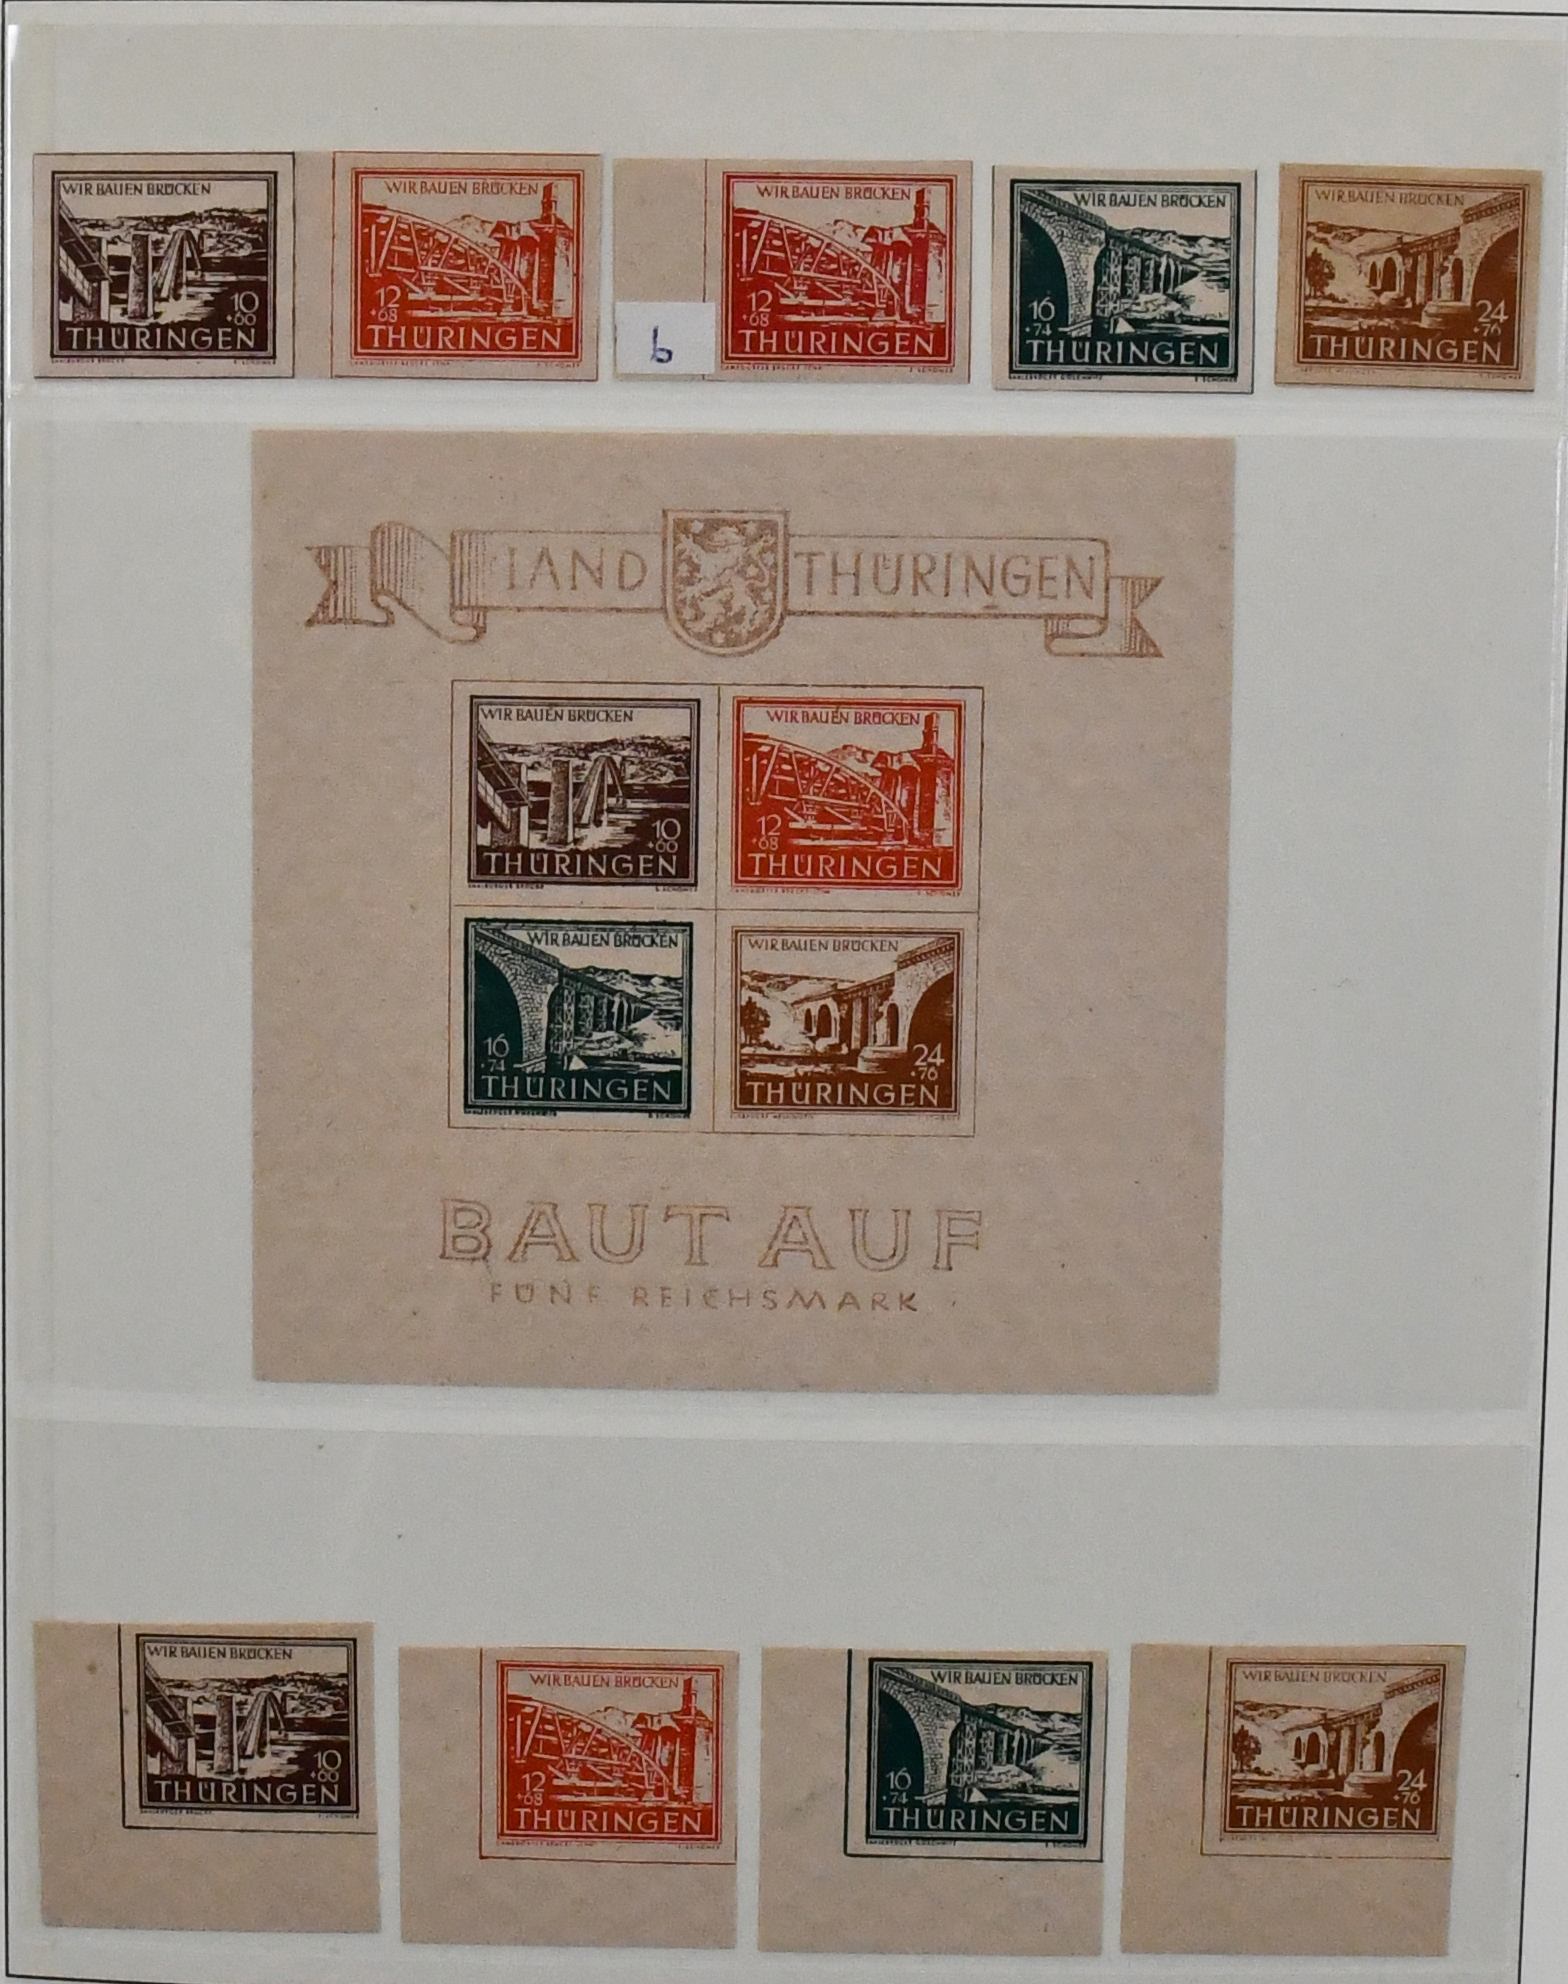 WIR BAUEN BRÜCKEN
10
+60
THÜRINGEN
WIR BAUEN BRÜCKEN
12
+68
THÜRINGEN
WIR BAUEN BRÜCKEN
12
+68
THÜRINGEN
b
WIR BAUEN BRÜCKEN
16
+74
THÜRINGEN
WIR BAUEN BRÜCKEN
24
+76
THÜRINGEN
LAND THÜRINGEN
WIR BAUEN BRÜCKEN
10
+60
THÜRINGEN
WIR BAUEN BRÜCKEN
12
+68
THÜRINGEN
WIR BAUEN BRÜCKEN
16
+74
THÜRINGEN
WIR BAUEN BRÜCKEN
24
+76
THÜRINGEN
BAUT AUF
FÜNF REICHSMARK
WIR BAUEN BRÜCKEN
10
+60
THÜRINGEN
WIR BAUEN BRÜCKEN
12
+68
THÜRINGEN
WIR BAUEN BRÜCKEN
16
+74
THÜRINGEN
WIR BAUEN BRÜCKEN
24
+76
THÜRINGEN